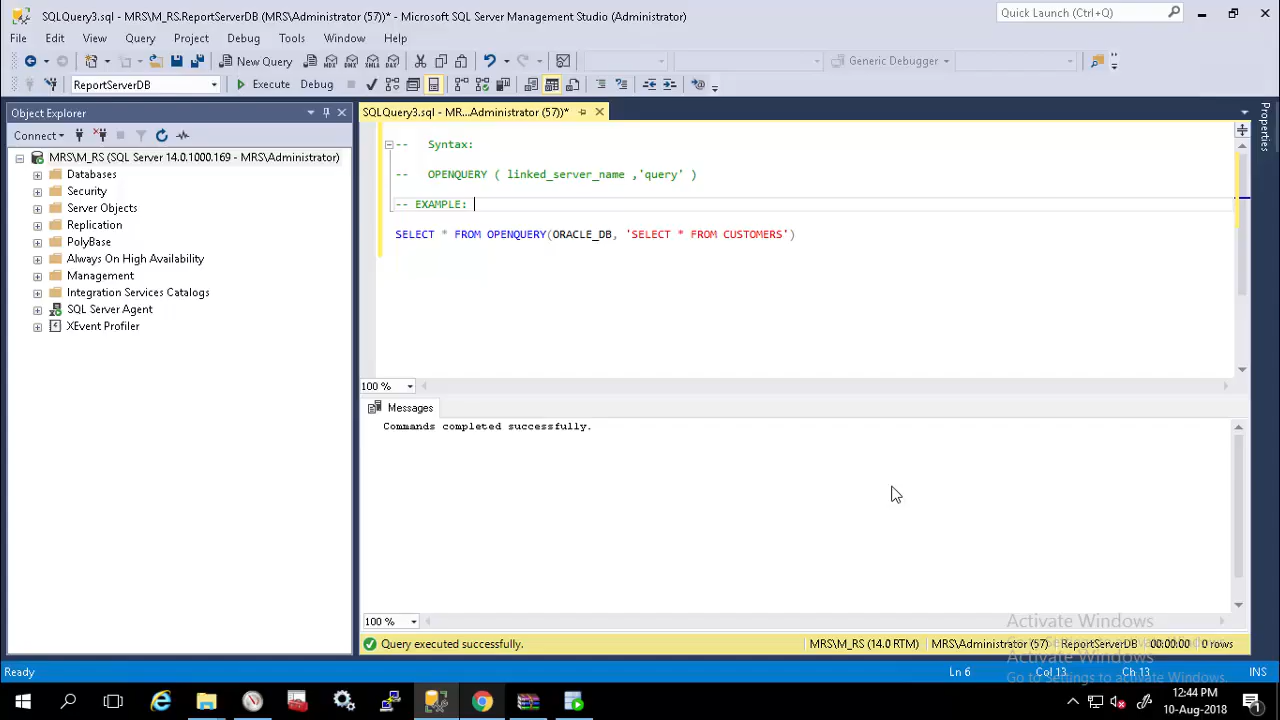 SQLQuery3.sql - MRS\M_RS.ReportServerDB (MRS\Administrator (57))* - Microsoft SQL Server Management Studio (Administrator)
Quick Launch (Ctrl+Q)
File Edit View Query Project Debug Tools Window Help
New Query
Generic Debugger
ReportServerDB
Execute Debug
Object Explorer
SQLQuery3.sql - MR...Administrator (57))*
Properties
Connect
MRS\M_RS (SQL Server 14.0.1000.169 - MRS\Administrator)
Databases
Security
Server Objects
Replication
PolyBase
Always On High Availability
Management
Integration Services Catalogs
SQL Server Agent
XEvent Profiler
-- Syntax:
-- OPENQUERY ( linked_server_name ,'query' )
-- EXAMPLE:
SELECT * FROM OPENQUERY(ORACLE_DB, 'SELECT * FROM CUSTOMERS')
100 %
Messages
Commands completed successfully.
100 %
Activate Windows
Query executed successfully.
MRS\M_RS (14.0 RTM) MRS\Administrator (57) ReportServerDB 00:00:00 0 rows
Activate Windows
Go to Settings to activate Windows.
Ready
Ln 6 Col 13 Ch 13 INS
12:44 PM
10-Aug-2018